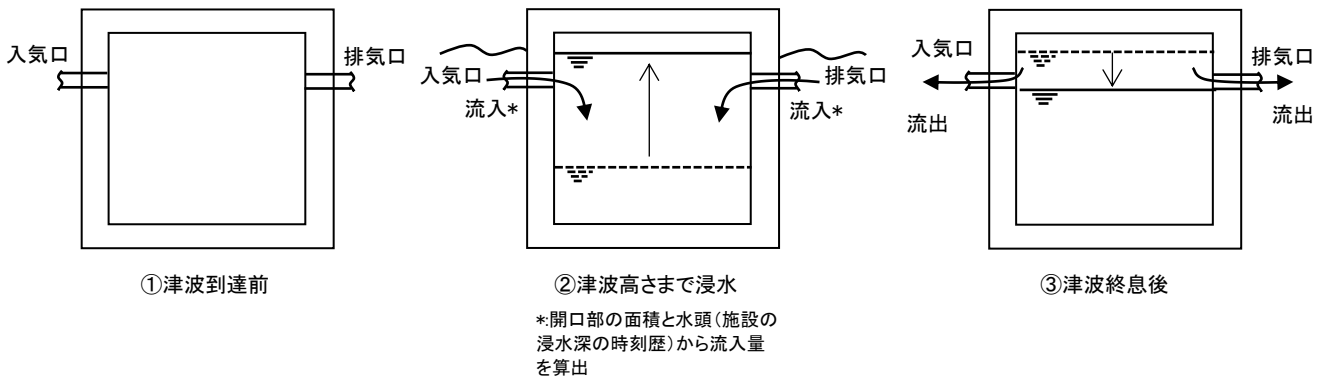 入気口
排気口
①津波到達前
入気口
流入*
排気口
流入*
②津波高さまで浸水
*:開口部の面積と水頭(施設の
浸水深の時刻歴)から流入量
を算出
入気口
流出
排気口
流出
③津波終息後